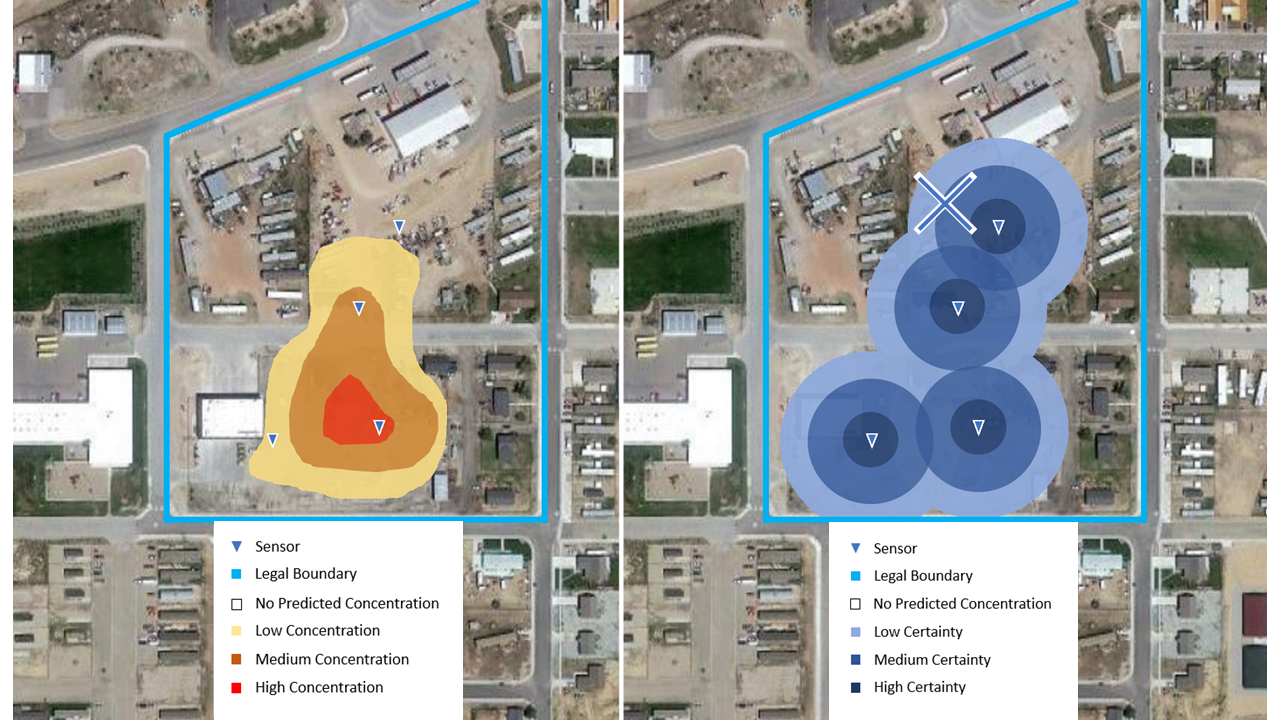 Sensor
Legal Boundary
No Predicted Concentration
Low Concentration
Medium Concentration
High Concentration
Sensor
Legal Boundary
No Predicted Concentration
Low Certainty
Medium Certainty
High Certainty